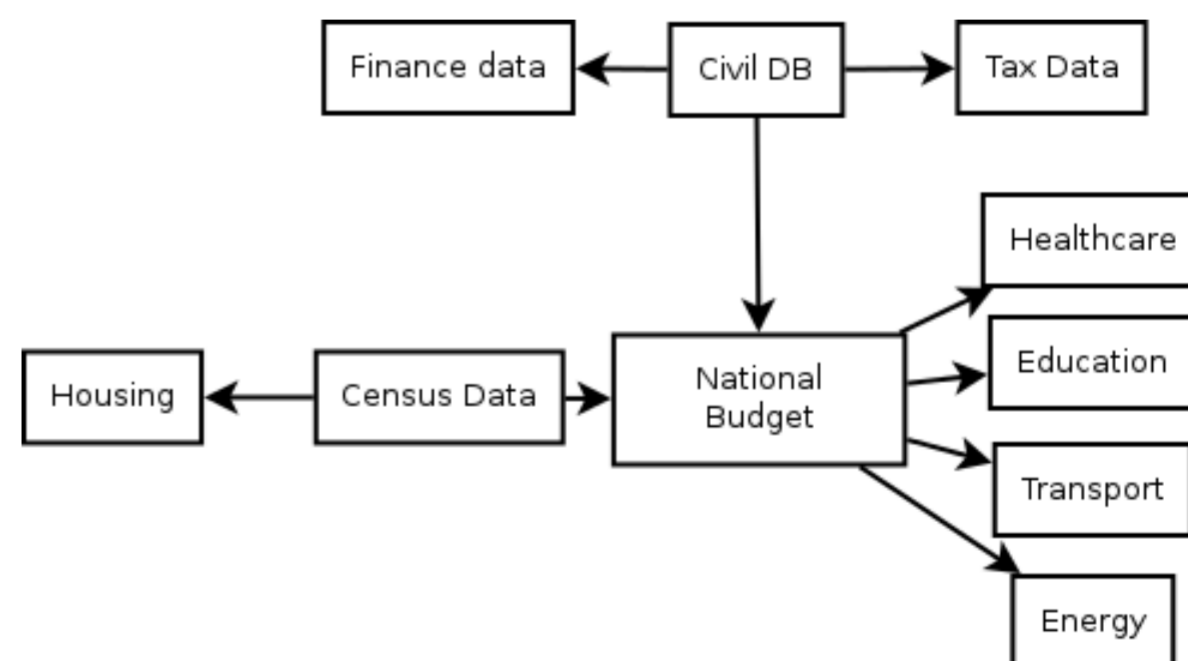 Finance data
Civil DB
Tax Data
Healthcare
Education
Housing
Census Data
National
Budget
Transport
Energy